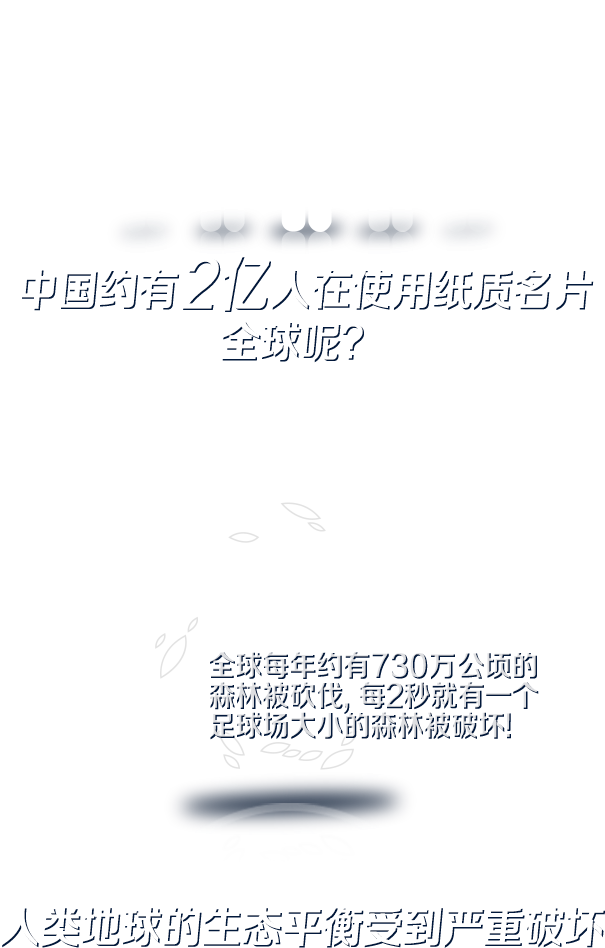 中国约有2亿人在使用纸质名片
全球呢?
全球每年约有730万公顷的
森林被砍伐, 每2秒就有一个
足球场大小的森林被破坏!
人类地球的生态平衡受到严重破坏